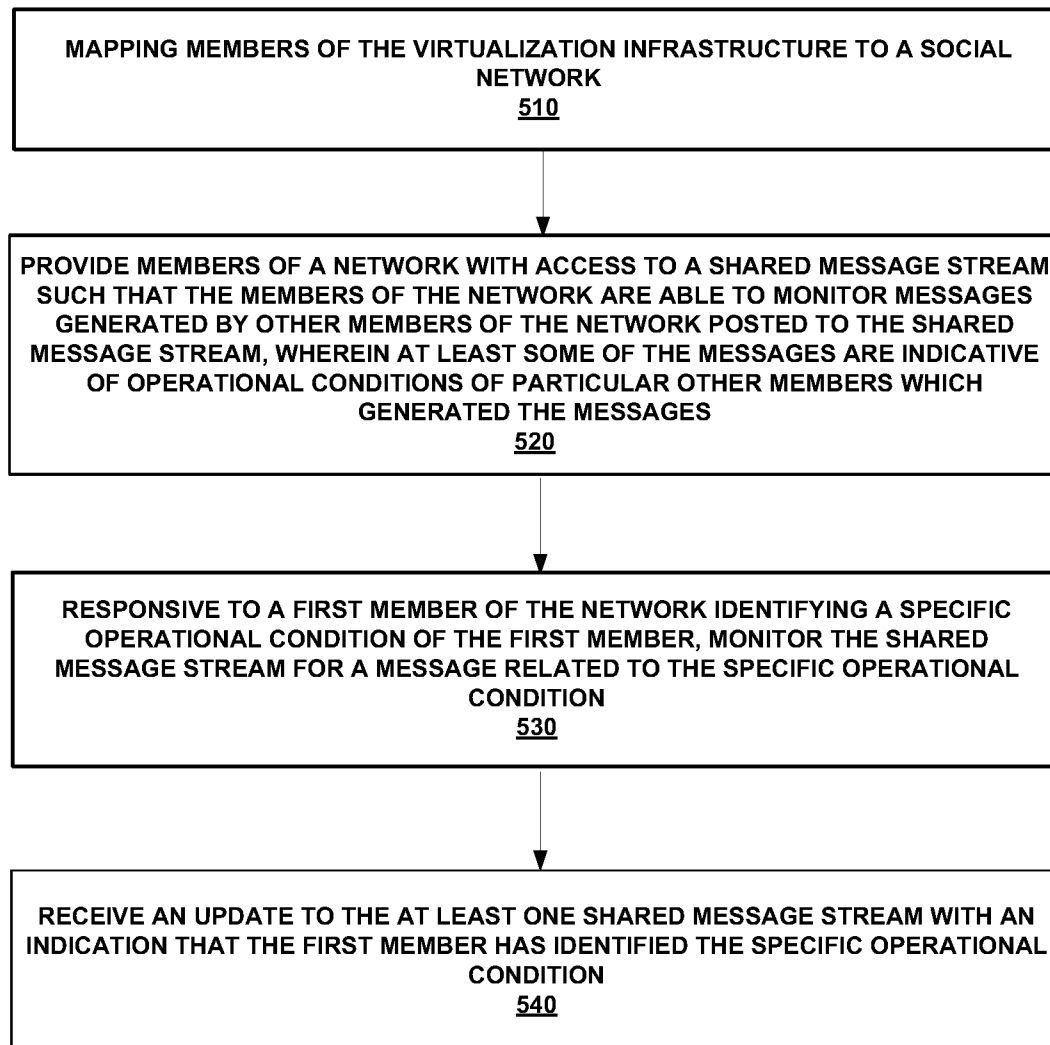 MAPPING MEMBERS OF THE VIRTUALIZATION INFRASTRUCTURE TO A SOCIAL
NETWORK
510
PROVIDE MEMBERS OF A NETWORK WITH ACCESS TO A SHARED MESSAGE STREAM
SUCH THAT THE MEMBERS OF THE NETWORK ARE ABLE TO MONITOR MESSAGES
GENERATED BY OTHER MEMBERS OF THE NETWORK POSTED TO THE SHARED
MESSAGE STREAM, WHEREIN AT LEAST SOME OF THE MESSAGES ARE INDICATIVE
OF OPERATIONAL CONDITIONS OF PARTICULAR OTHER MEMBERS WHICH
GENERATED THE MESSAGES
520
RESPONSIVE TO A FIRST MEMBER OF THE NETWORK IDENTIFYING A SPECIFIC
OPERATIONAL CONDITION OF THE FIRST MEMBER, MONITOR THE SHARED
MESSAGE STREAM FOR A MESSAGE RELATED TO THE SPECIFIC OPERATIONAL
CONDITION
530
RECEIVE AN UPDATE TO THE AT LEAST ONE SHARED MESSAGE STREAM WITH AN
INDICATION THAT THE FIRST MEMBER HAS IDENTIFIED THE SPECIFIC OPERATIONAL
CONDITION
540